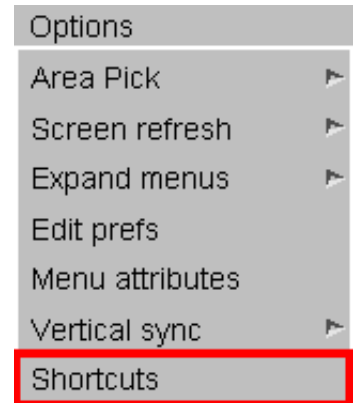 Options
Area Pick
Screen refresh
Expand menus
Edit prefs
Menu attributes
Vertical sync
Shortcuts